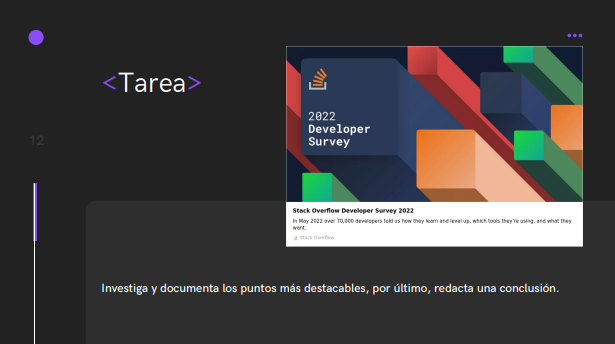 <Tarea>
2022
Developer
Survey
12
Stack Overflow Developer Survey 2022
In May 2022 over 70,000 developers told us how they learn and level up, which tools they're using, and what they
want.
Stack Overflow
Investiga y documenta los puntos más destacables, por último, redacta una conclusión.